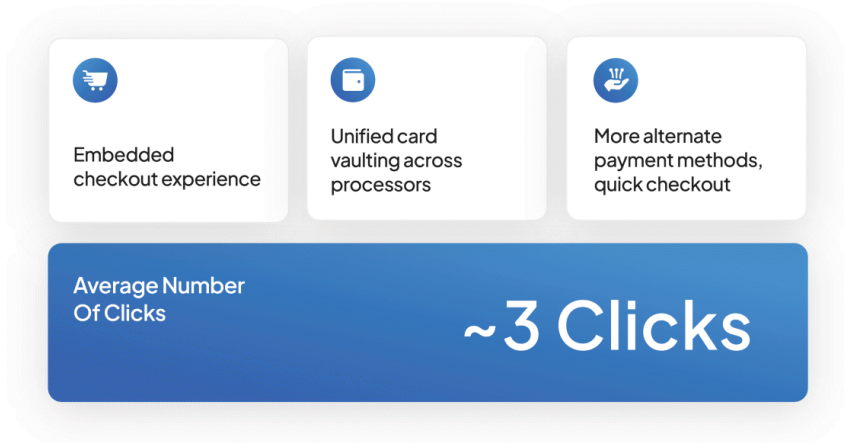 Embedded
checkout experience
Unified card
vaulting across
processors
More alternate
payment methods,
quick checkout
Average Number
Of Clicks
~3 Clicks